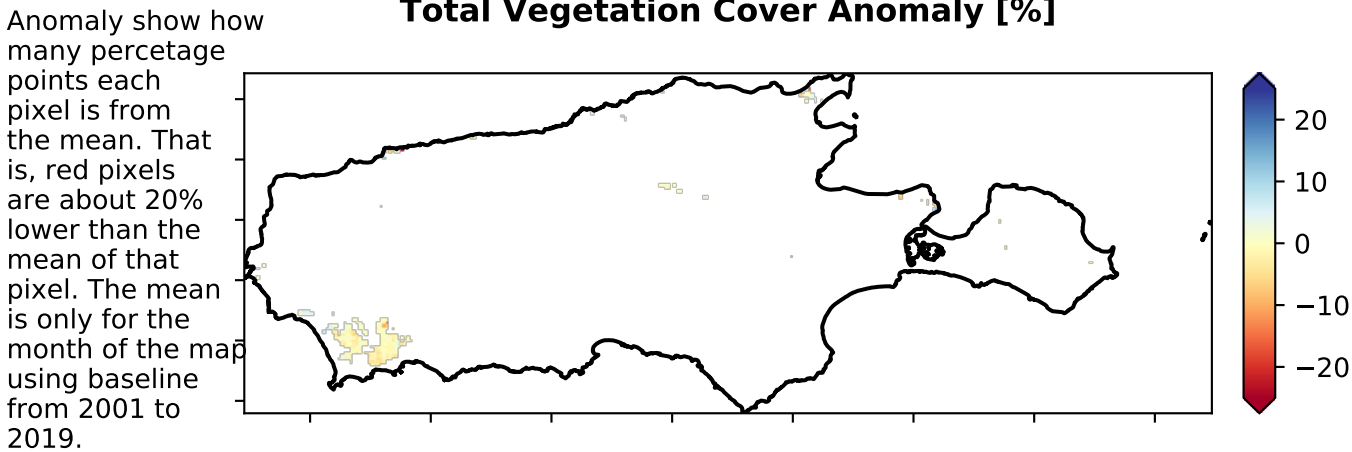 Total Vegetation Cover Anomaly [%]
Anomaly show how
many percetage
points each
pixel is from
the mean. That
is, red pixels
are about 20%
lower than the
mean of that
pixel. The mean
is only for the
month of the map
using baseline
from 2001 to
2019.
20
10
0
−10
−20